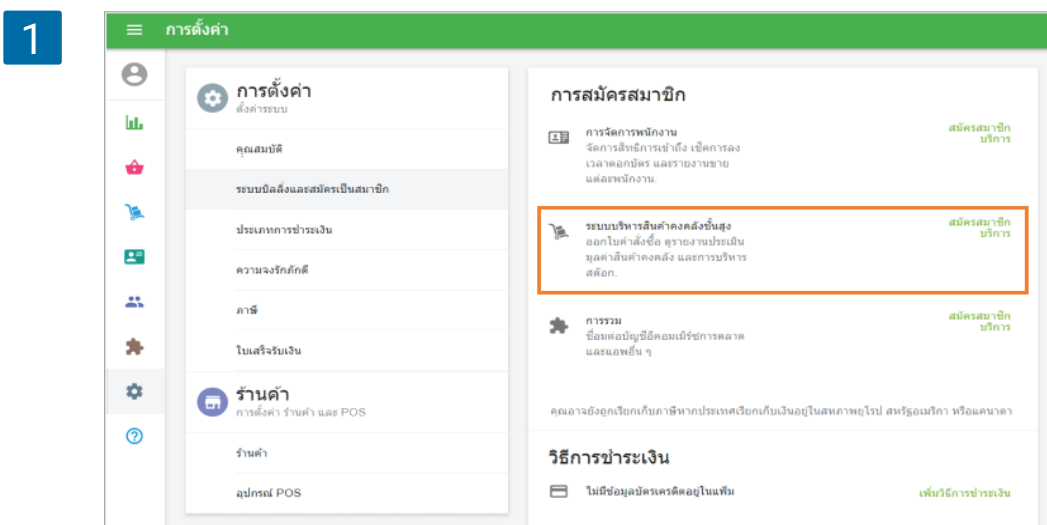 1
การตั้งค่า
การตั้งค่า
ตั้งค่าระบบ
คุณสมบัติ
ระบบบิลลิ่งและสมัครเป็นสมาชิก
ประเภทการชำระเงิน
ความจงรักภักดี
ภาษี
ใบเสร็จรับเงิน
ร้านค้า
การตั้งค่า ร้านค้า และ POS
ร้านค้า
อุปกรณ์ POS
การสมัครสมาชิก
การจัดการพนักงาน
จัดการสิทธิการเข้าถึง เช็คการลง
เวลาตอกบัตร และรายงานขาย
แต่ละพนักงาน.
สมัครสมาชิก
บริการ
ระบบบริหารสินค้าคงคลังขั้นสูง
ออกใบคำสั่งซื้อ ดูรายงานประเมิน
มูลค่าสินค้าคงคลัง และการบริหาร
สต๊อก.
สมัครสมาชิก
บริการ
การรวม
เชื่อมต่อบัญชีอีคอมเมิร์ซการตลาด
และแอพอื่น ๆ
สมัครสมาชิก
บริการ
คุณอาจยังถูกเรียกเก็บภาษีหากประเทศเรียกเก็บเงินอยู่ในสหภาพยุโรป สหรัฐอเมริกา หรือแคนาดา
วิธีการชำระเงิน
ไม่มีข้อมูลบัตรเครดิตอยู่ในแฟ้ม
เพิ่มวิธีการชำระเงิน